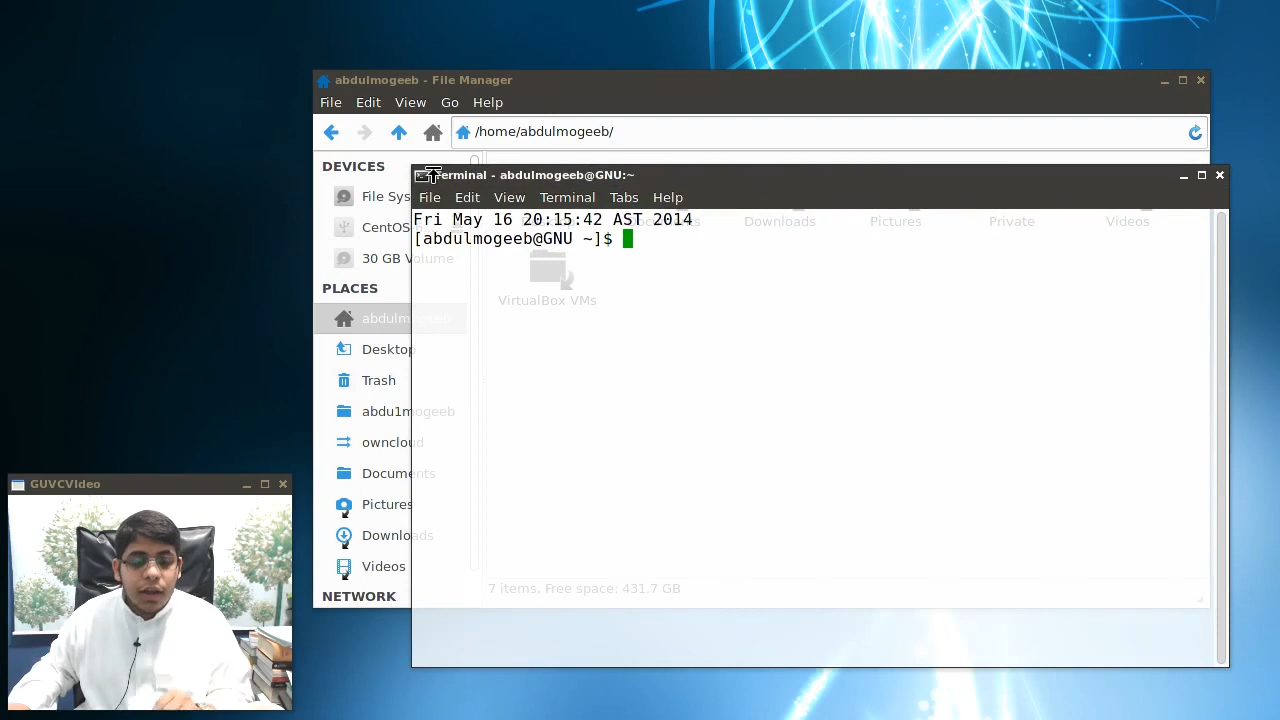 abdulmogeeb - File Manager
File Edit View Go Help
/home/abdulmogeeb/
DEVICES
File Sys
CentOS
30 GB Volume
PLACES
abdulmogeeb
Desktop
Trash
abdu1mogeeb
owncloud
Documents
Pictures
Downloads
Videos
NETWORK
Terminal - abdulmogeeb@GNU:~
File Edit View Terminal Tabs Help
Fri May 16 20:15:42 AST 2014
[abdulmogeeb@GNU ~]$
Downloads Pictures Private Videos
VirtualBox VMs
7 items, Free space: 431.7 GB
GUVCVideo